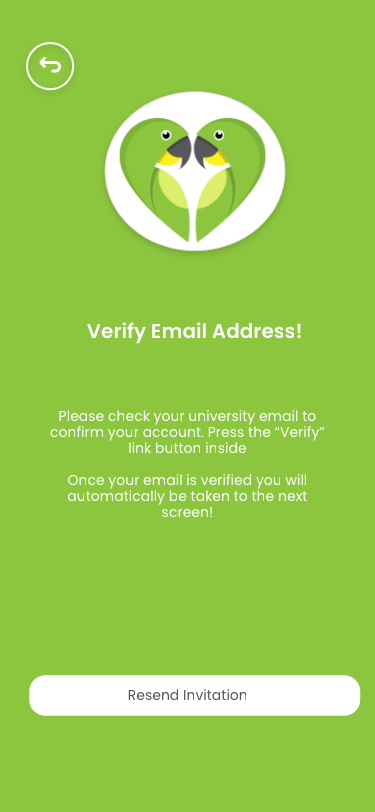 Verify Email Address!
Please check your university email to
confirm your account. Press the “Verify”
link button inside
Once your email is verified you will
automatically be taken to the next
screen!
Resend Invitation